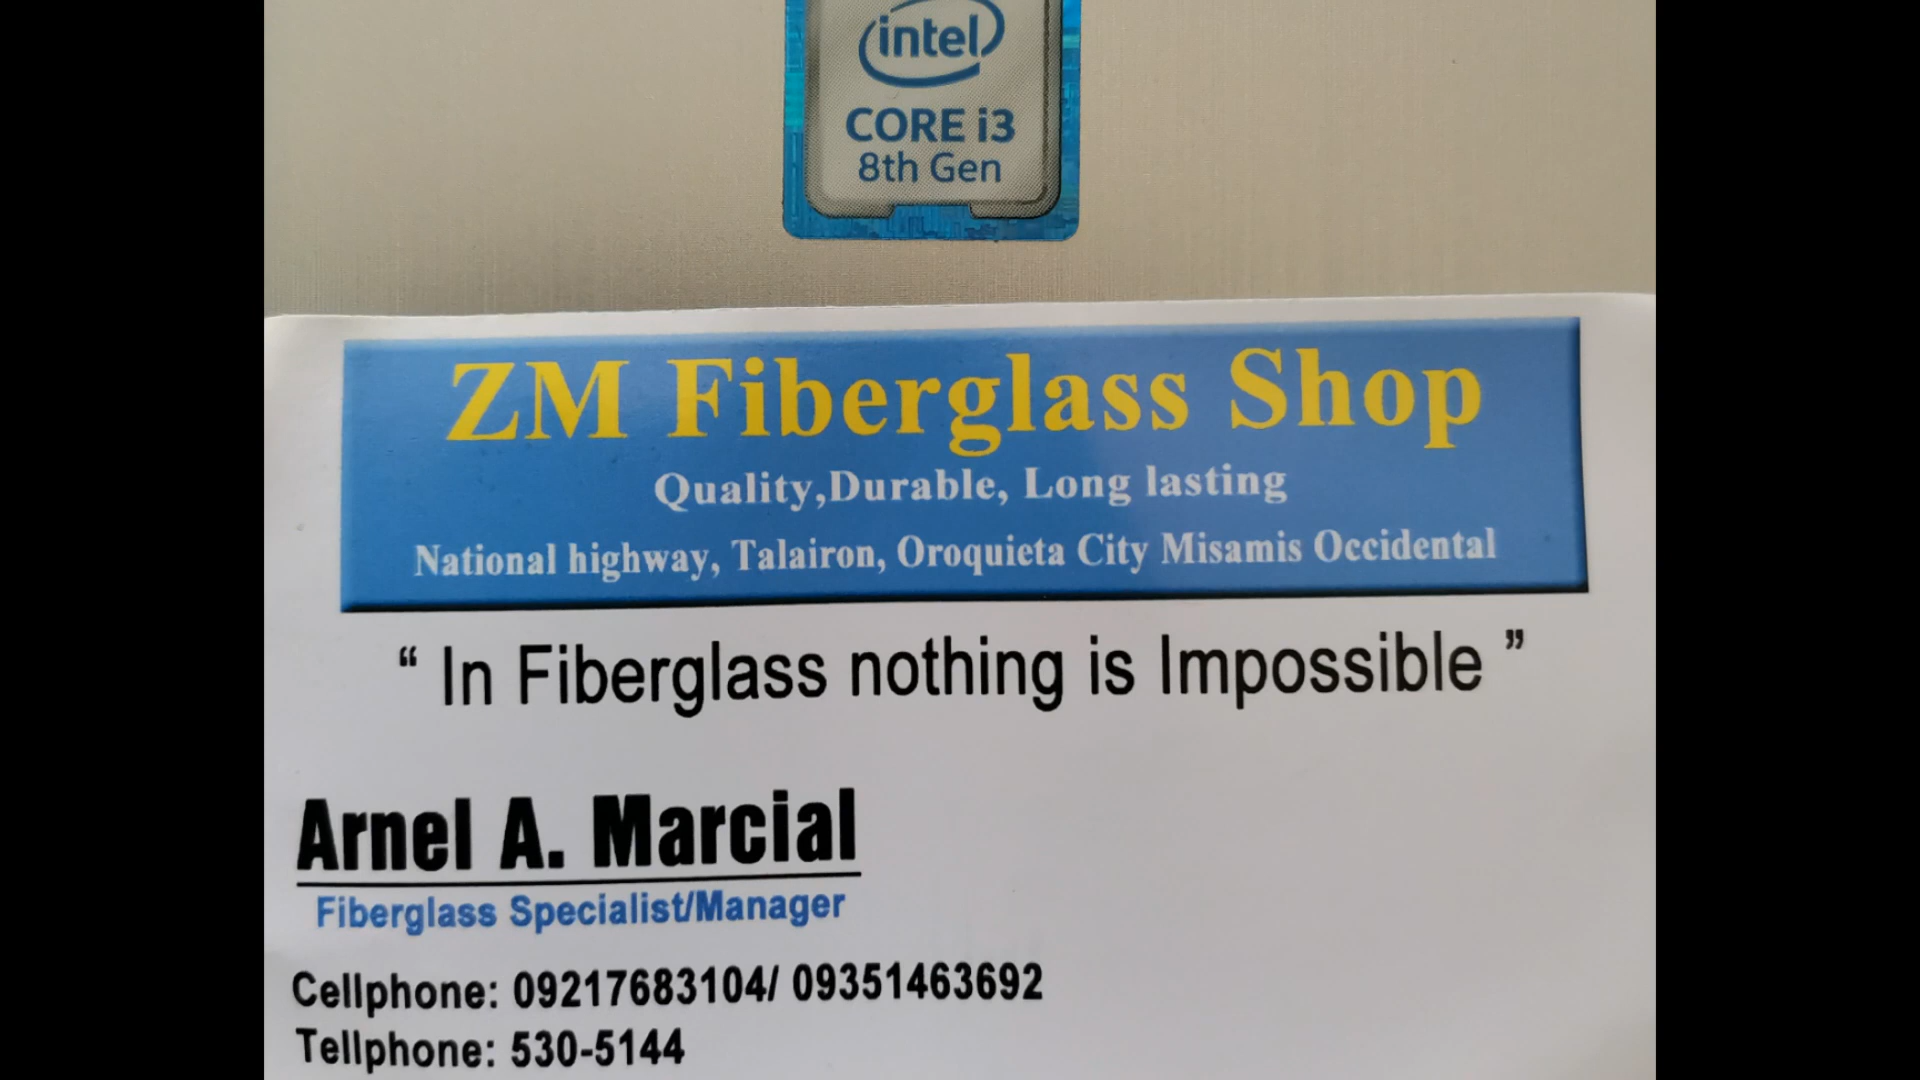 intel
CORE i3
8th Gen
ZM Fiberglass Shop
Quality,Durable, Long lasting
National highway, Talairon, Oroquieta City Misamis Occidental
“ In Fiberglass nothing is Impossible ”
Arnel A. Marcial
Fiberglass Specialist/Manager
Cellphone: 09217683104/ 09351463692
Tellphone: 530-5144